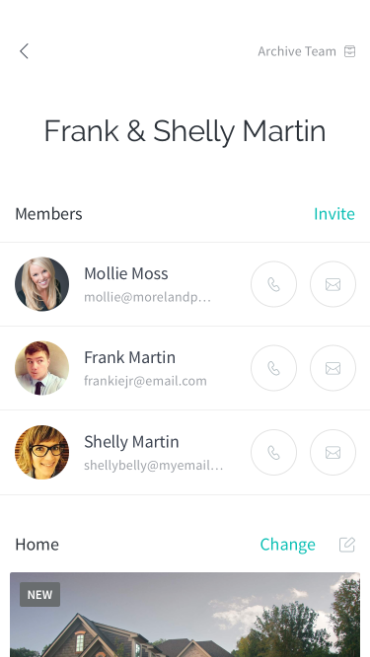 Archive Team
Frank & Shelly Martin
Members
Invite
Mollie Moss
mollie@morelandp...
Frank Martin
frankiejr@email.com
Shelly Martin
shellybelly@myemail...
Home
Change
NEW